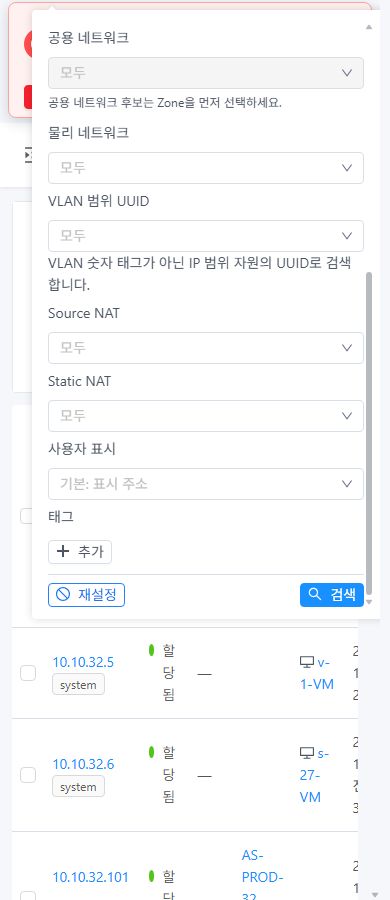 공용 네트워크
모두
공용 네트워크 후보는 Zone을 먼저 선택하세요.
물리 네트워크
모두
VLAN 범위 UUID
모두
VLAN 숫자 태그가 아닌 IP 범위 자원의 UUID로 검색
합니다.
Source NAT
모두
Static NAT
모두
사용자 표시
기본: 표시 주소
태그
추가
재설정
검색
10.10.32.5
system
할
당
됨
—
v-
1-VM
10.10.32.6
system
할
당
됨
—
s-
27-
VM
10.10.32.101
할
당
AS-
PROD-